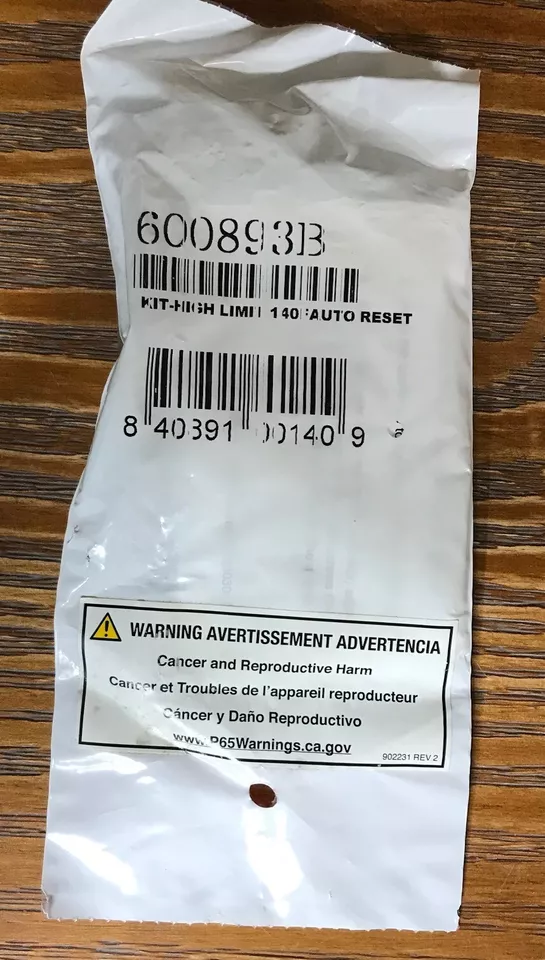 600893B
KIT-HIGH LIMIT 140F AUTO RESET
8 40391 00140 9
WARNING AVERTISSEMENT ADVERTENCIA
Cancer and Reproductive Harm
Cancer et Troubles de l'appareil reproducteur
Cáncer y Daño Reproductivo
www.P65Warnings.ca.gov
902231 REV.2